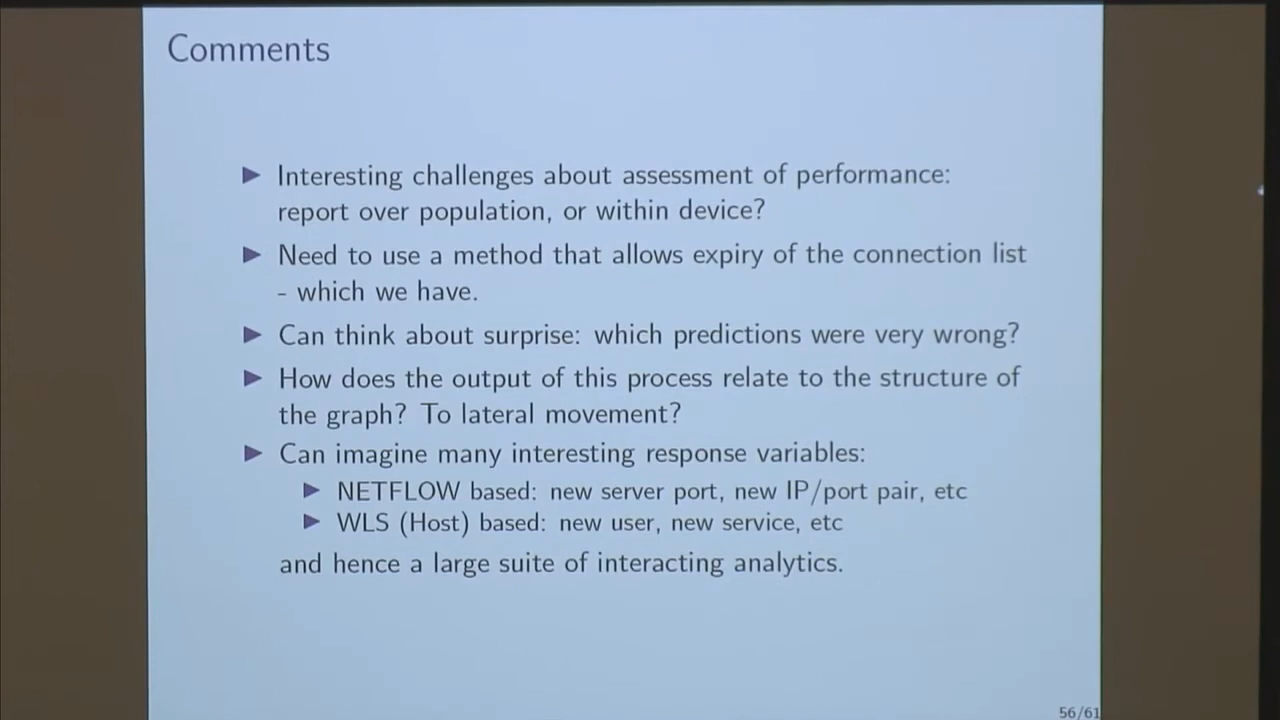 Comments
▶ Interesting challenges about assessment of performance:
report over population, or within device?
▶ Need to use a method that allows expiry of the connection list
- which we have.
▶ Can think about surprise: which predictions were very wrong?
▶ How does the output of this process relate to the structure of
the graph? To lateral movement?
▶ Can imagine many interesting response variables:
▶ NETFLOW based: new server port, new IP/port pair, etc
▶ WLS (Host) based: new user, new service, etc
and hence a large suite of interacting analytics.
56/61